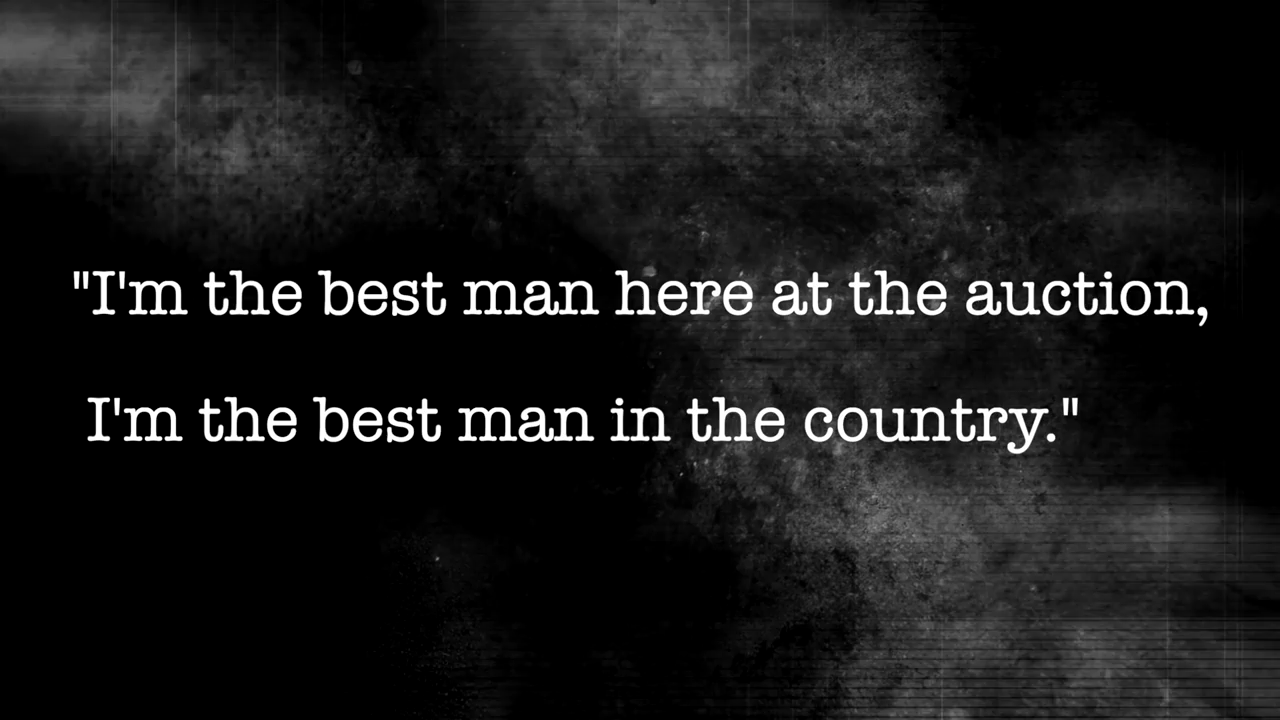 "I'm the best man here at the auction,
I'm the best man in the country."